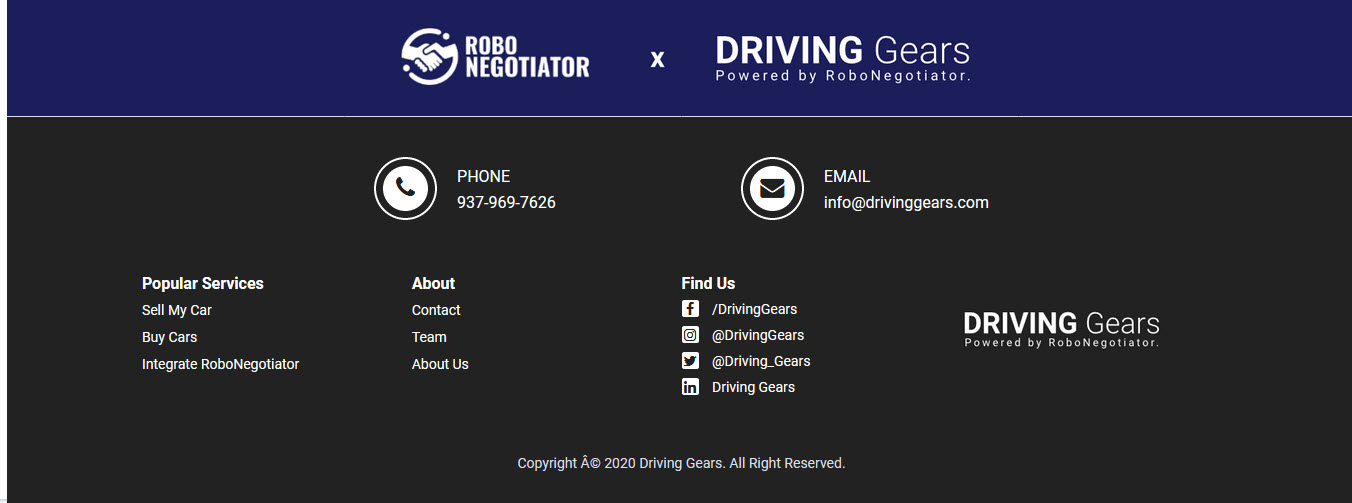 ROBO
NEGOTIATOR
x
DRIVING Gears
Powered by RoboNegotiator.
PHONE
937-969-7626
EMAIL
info@drivinggears.com
Popular Services
Sell My Car
Buy Cars
Integrate RoboNegotiator
About
Contact
Team
About Us
Find Us
/DrivingGears
@DrivingGears
@Driving_Gears
Driving Gears
DRIVING Gears
Powered by RoboNegotiator.
Copyright Â© 2020 Driving Gears. All Right Reserved.